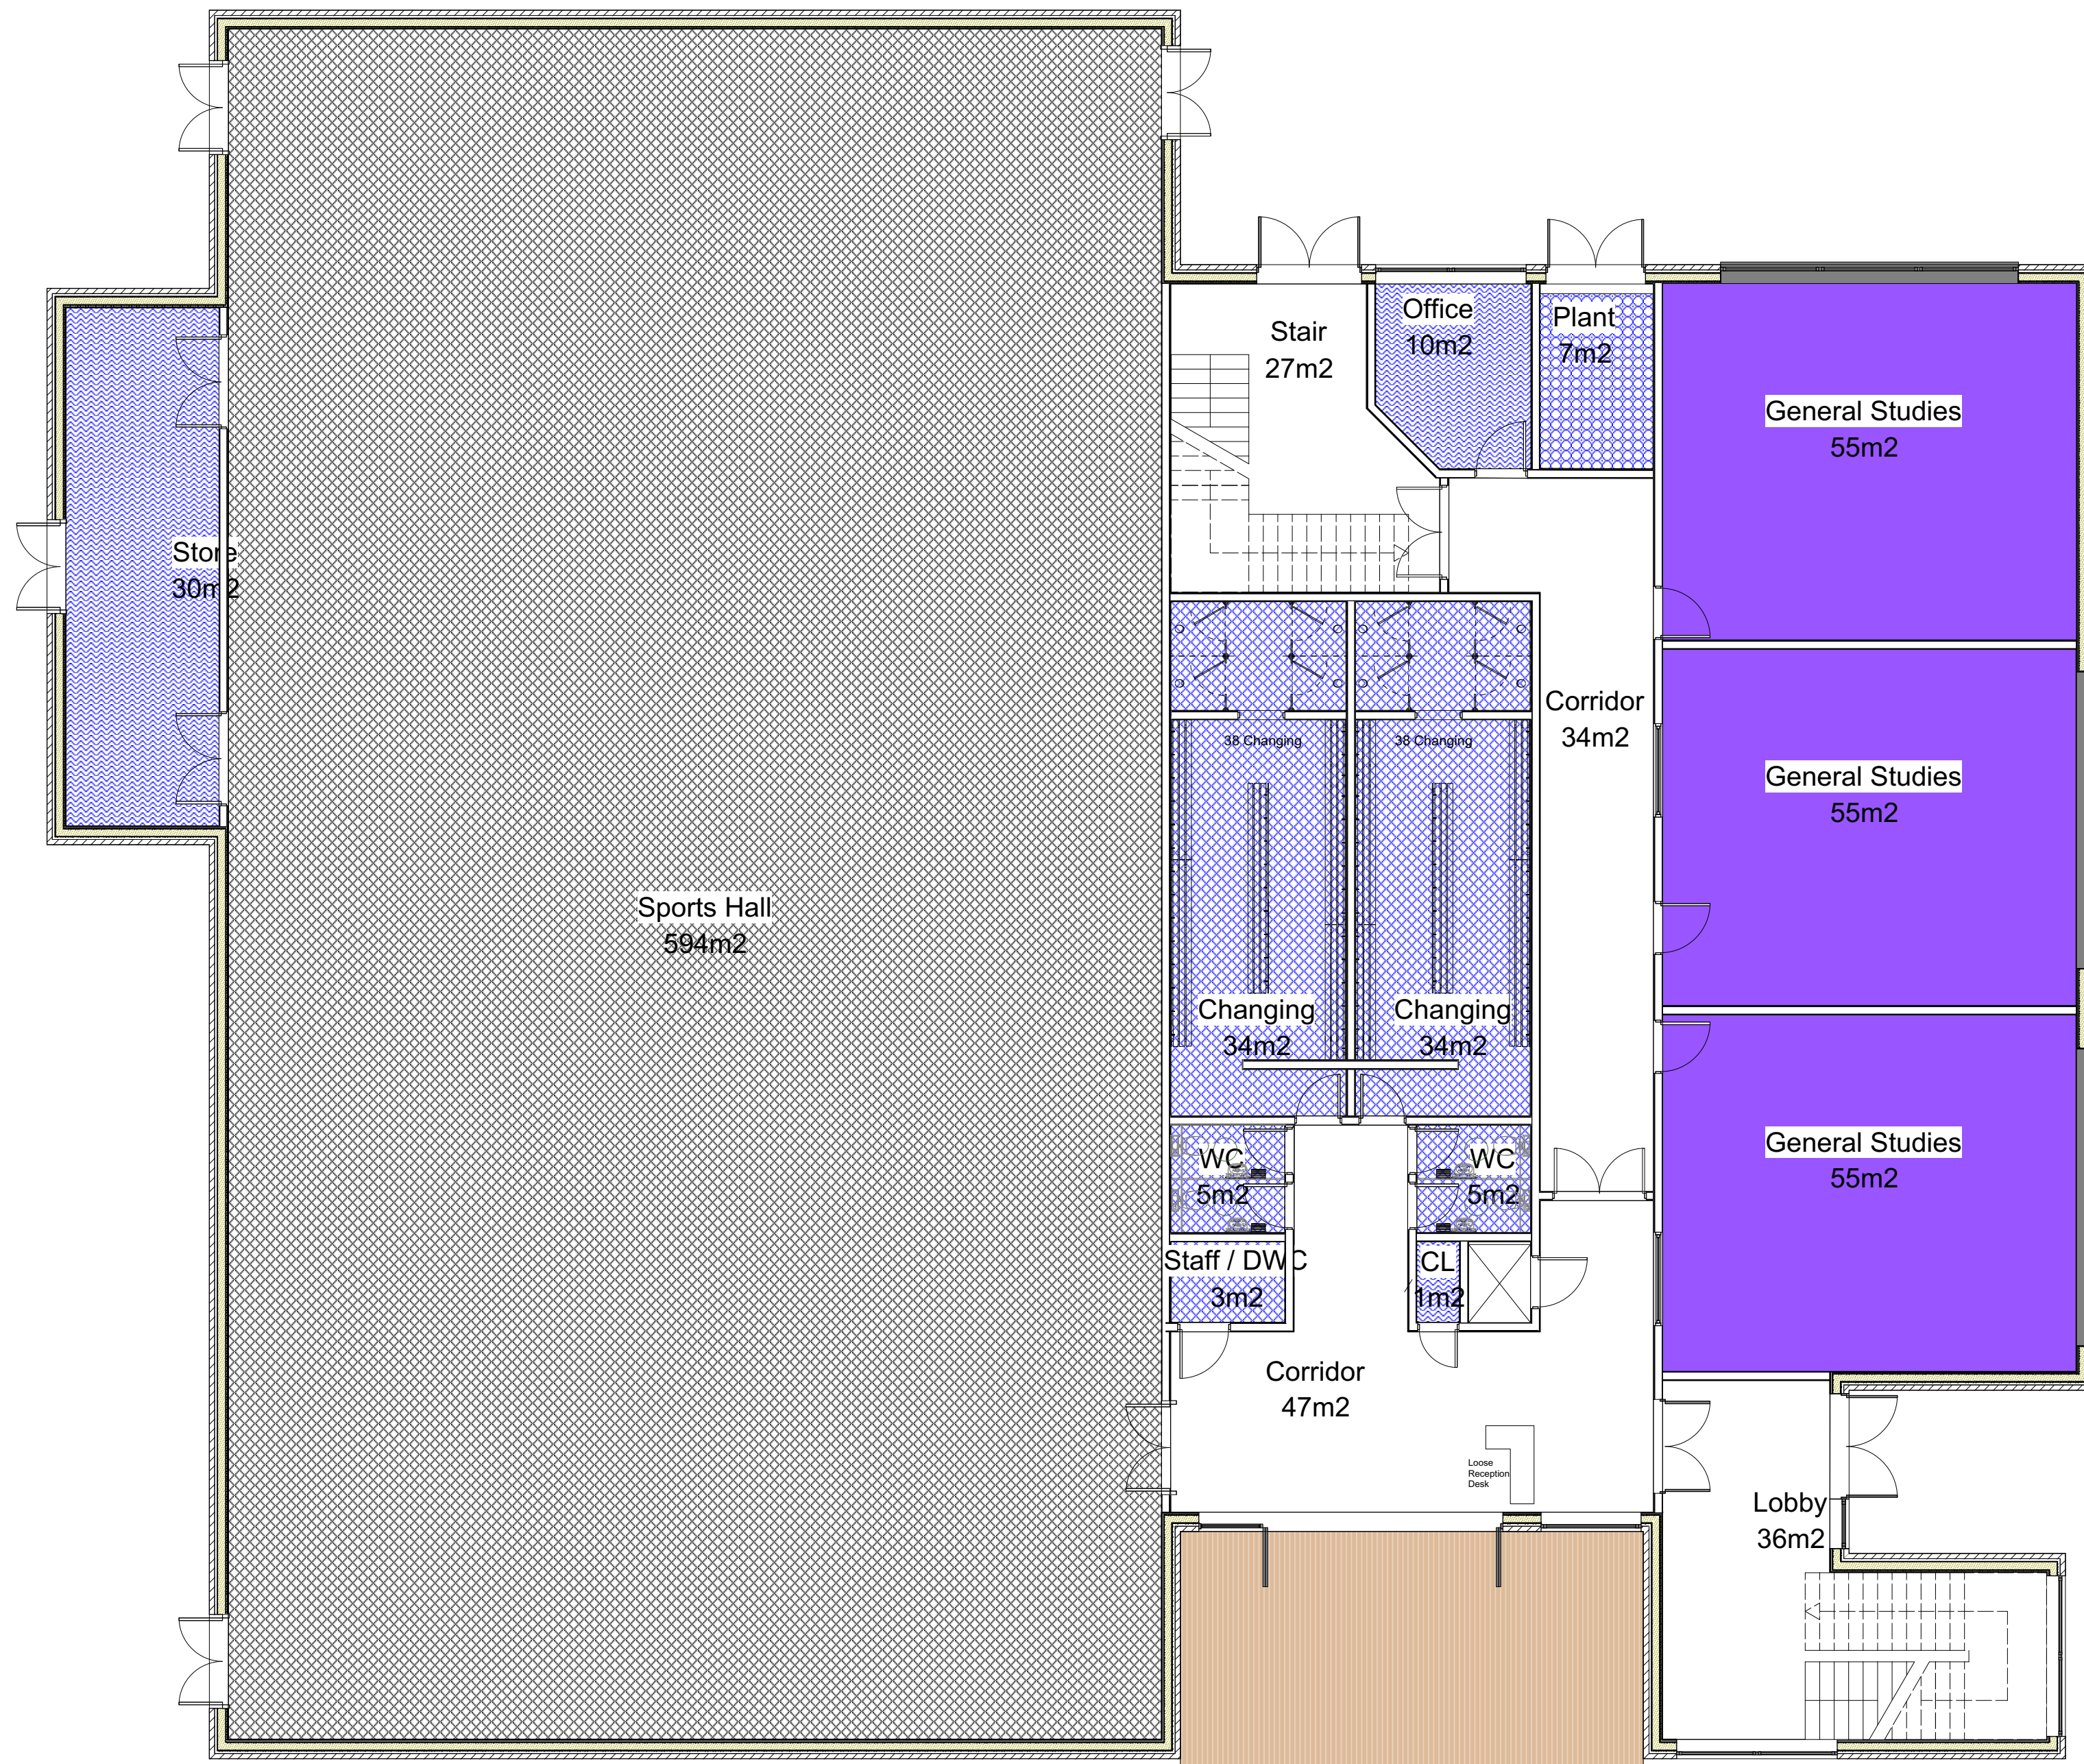 Office
10m2
Plant
7m2
Stair
27m2
General Studies
55m2
Store
30m2
Corridor
34m2
38 Changing
38 Changing
General Studies
55m2
Sports Hall
594m2
Changing
34m2
Changing
34m2
General Studies
55m2
WC
5m2
WC
5m2
Staff / DWC
3m2
CL
1m2
Corridor
47m2
Loose
Reception
Desk
Lobby
36m2